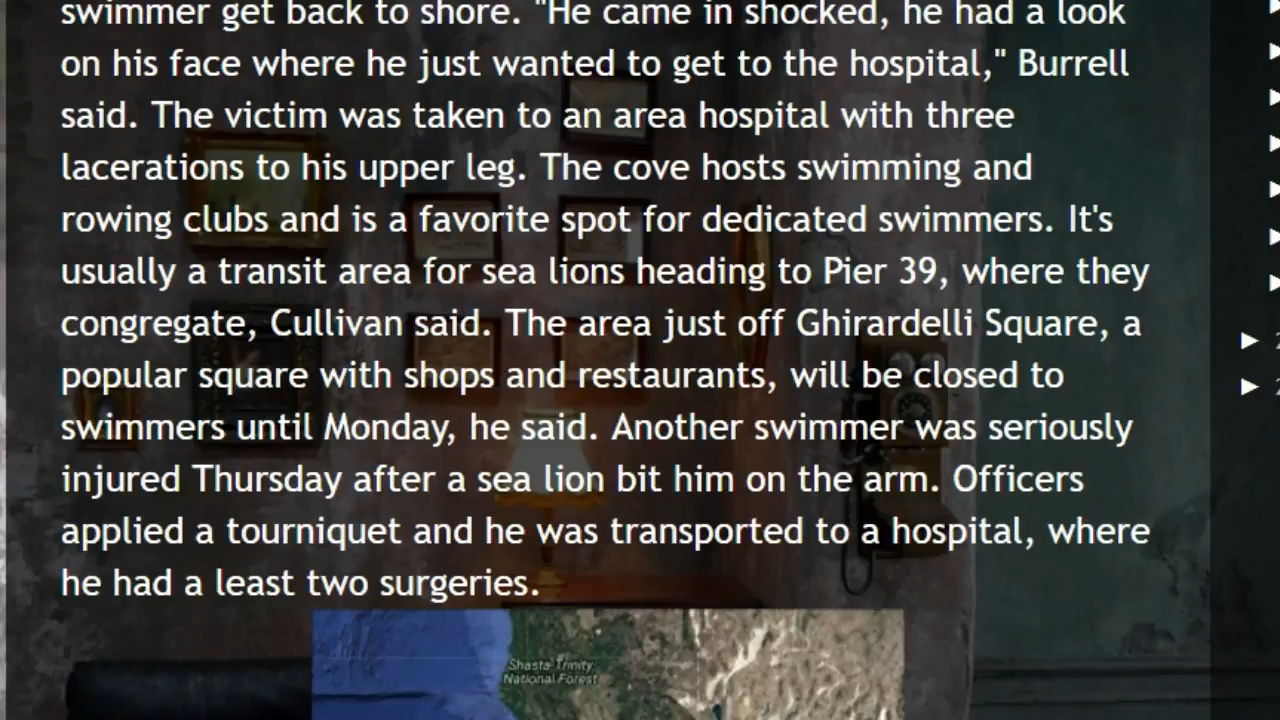 swimmer get back to shore. "He came in shocked, he had a look
on his face where he just wanted to get to the hospital," Burrell
said. The victim was taken to an area hospital with three
lacerations to his upper leg. The cove hosts swimming and
rowing clubs and is a favorite spot for dedicated swimmers. It's
usually a transit area for sea lions heading to Pier 39, where they
congregate, Cullivan said. The area just off Ghirardelli Square, a
popular square with shops and restaurants, will be closed to
swimmers until Monday, he said. Another swimmer was seriously
injured Thursday after a sea lion bit him on the arm. Officers
applied a tourniquet and he was transported to a hospital, where
he had a least two surgeries.
Shasta-Trinity
National Forest